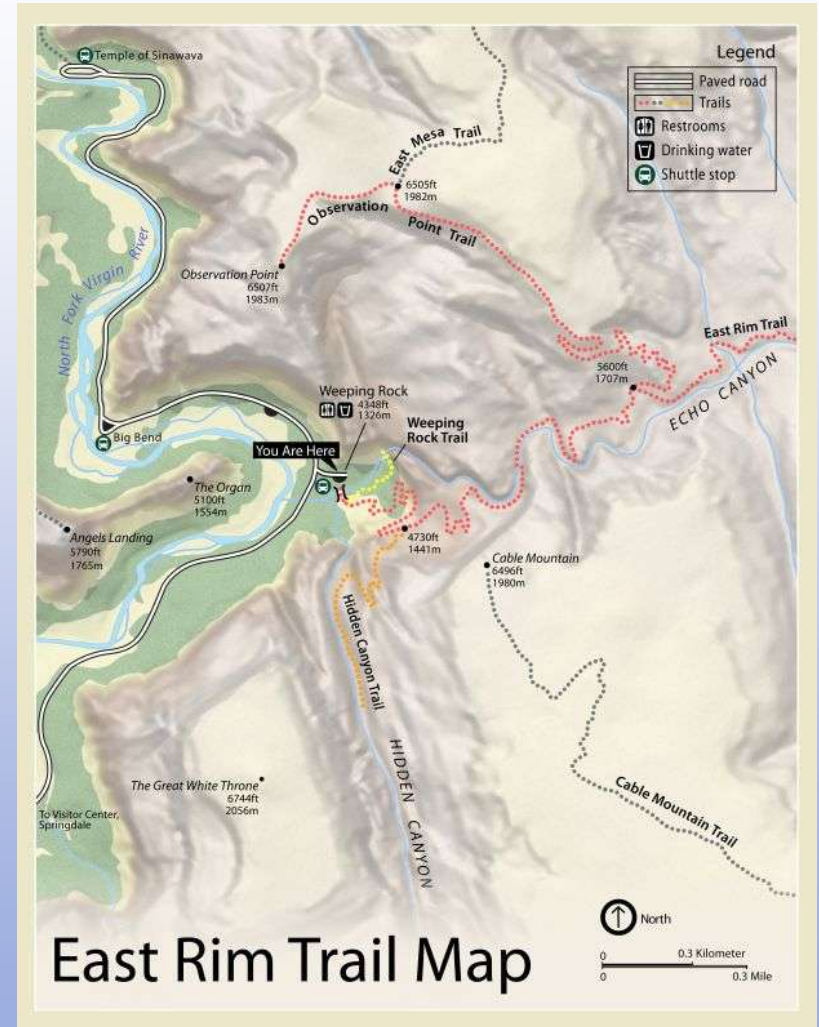 Temple of Sinawava
Legend
Paved road
Trails
Restrooms
Drinking water
Shuttle stop
East Mesa Trail
6505ft
1982m
Observation
Point Trail
North Fork Virgin River
Observation Point
6507ft
1983m
East Rim Trail
5600ft
1707m
ECHO CANYON
Weeping Rock
4348ft
1326m
Weeping
Rock Trail
Big Bend
You Are Here
The Organ
5100ft
1554m
Angels Landing
5790ft
1765m
4730ft
1441m
Cable Mountain
6496ft
1980m
Hidden Canyon Trail
HIDDEN CANYON
The Great White Throne
6744ft
2056m
Cable Mountain Trail
To Visitor Center,
Springdale
North
0 0.3 Kilometer
0 0.3 Mile
East Rim Trail Map